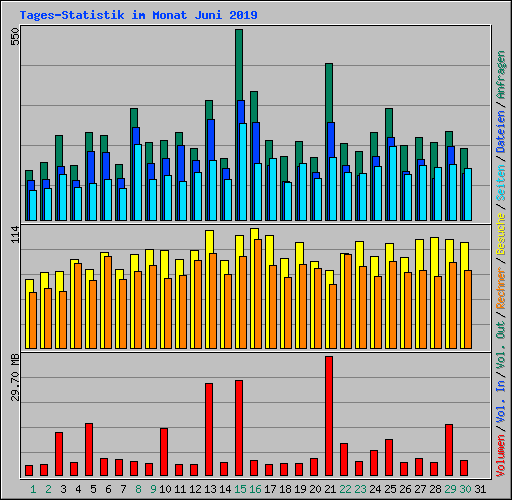 Tages-Statistik im Monat Juni 2019
550
114
29.70 MB
Volumen / Vol. In / Vol. Out / Rechner / Besuche / Seiten / Dateien / Anfragen
1 2 3 4 5 6 7 8 9 10 11 12 13 14 15 16 17 18 19 20 21 22 23 24 25 26 27 28 29 30 31